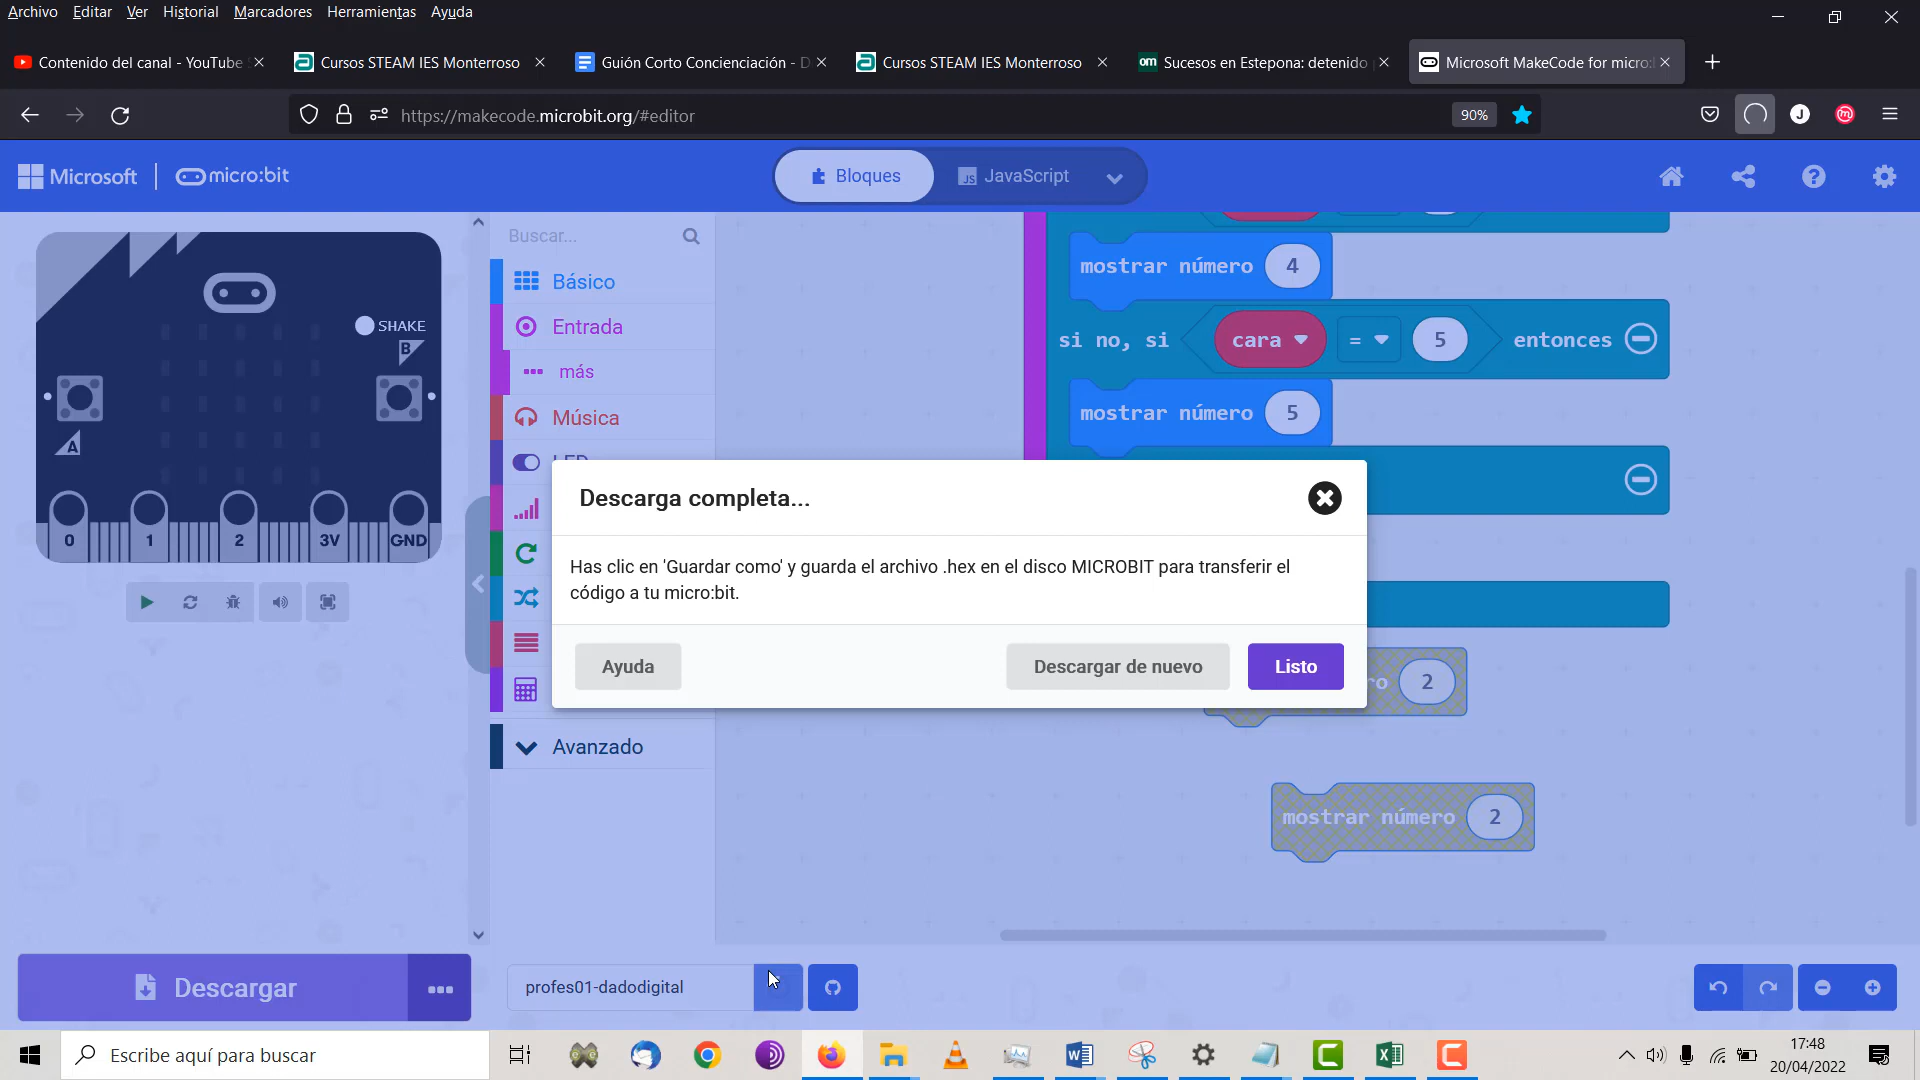 Archivo Editar Ver Historial Marcadores Herramientas Ayuda
Contenido del canal - YouTube
Cursos STEAM IES Monterroso
Guión Corto Concienciación - D
Cursos STEAM IES Monterroso
Sucesos en Estepona: detenido
Microsoft MakeCode for micro:
https://makecode.microbit.org/#editor
90%
J
Microsoft
micro:bit
Bloques
JS JavaScript
SHAKE
B
A
0 1 2 3V GND
Buscar...
Básico
Entrada
más
Música
LED
Avanzado
mostrar número 4
si no, si cara = 5 entonces
mostrar número 5
Descarga completa...
Has clic en 'Guardar como' y guarda el archivo .hex en el disco MICROBIT para transferir el
código a tu micro:bit.
Ayuda
Descargar de nuevo
Listo
ro 2
mostrar número 2
Descargar
profes01-dadodigital
Escribe aquí para buscar
17:48
20/04/2022